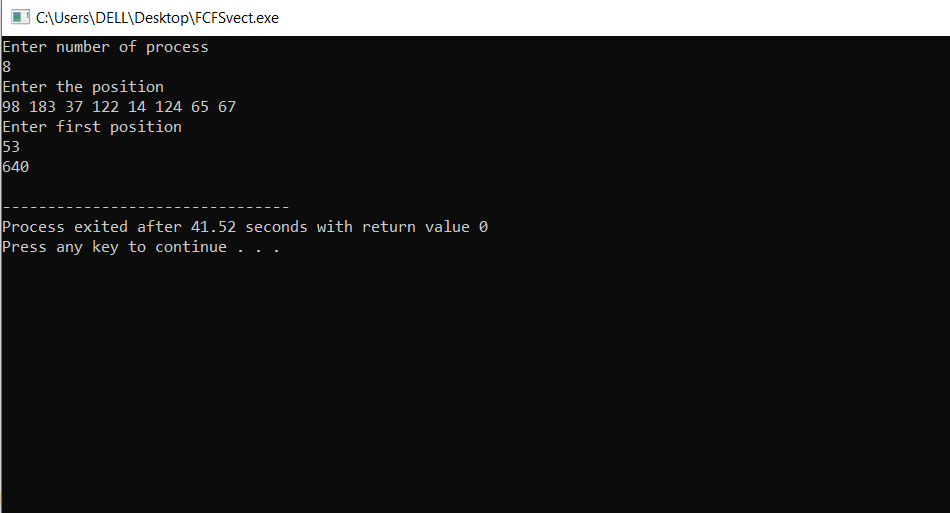 C:\Users\DELL\Desktop\FCFSvect.exe
Enter number of process
8
Enter the position
98 183 37 122 14 124 65 67
Enter first position
53
640
--------------------------------
Process exited after 41.52 seconds with return value 0
Press any key to continue . . .